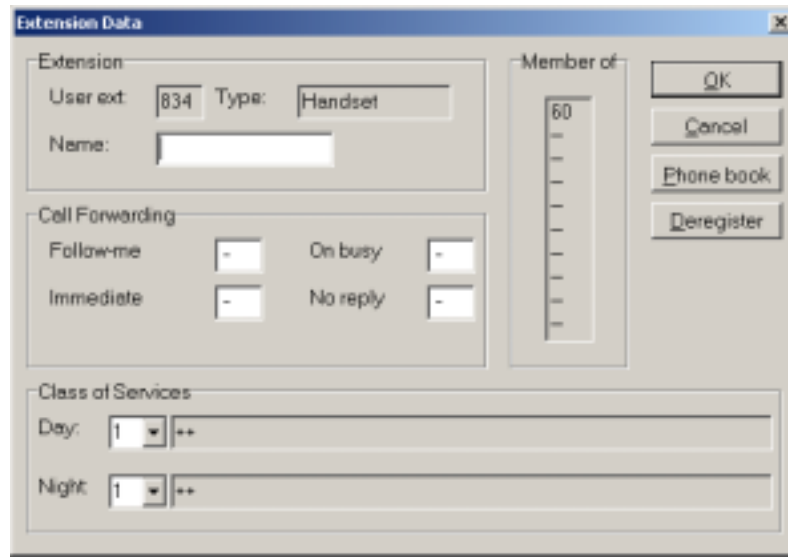 Extension Data
Extension
User ext: 834 Type: Handset
Name:
Call Forwarding
Follow-me - On busy -
Immediate - No reply -
Member of
60
-
-
-
-
-
-
-
-
-
OK
Cancel
Phone book
Deregister
Class of Services
Day: 1 ++
Night: 1 ++